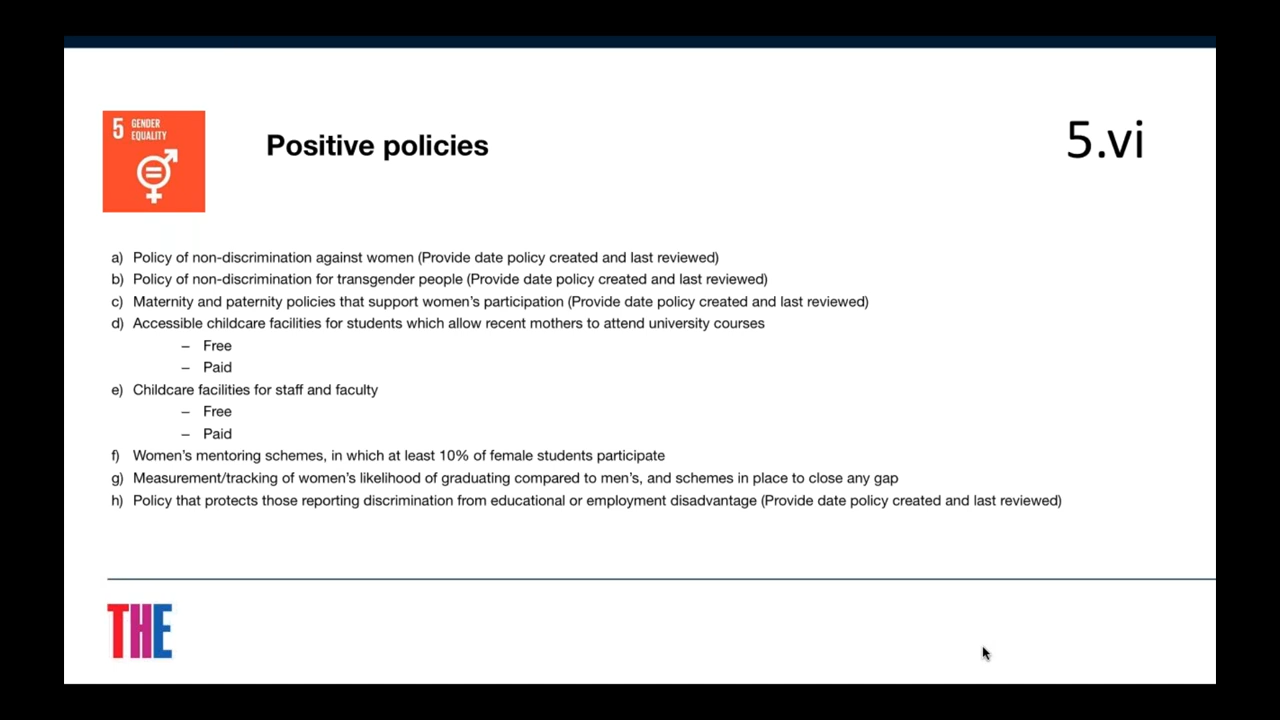 5 GENDER
EQUALITY
Positive policies
5.vi
a) Policy of non-discrimination against women (Provide date policy created and last reviewed)
b) Policy of non-discrimination for transgender people (Provide date policy created and last reviewed)
c) Maternity and paternity policies that support women's participation (Provide date policy created and last reviewed)
d) Accessible childcare facilities for students which allow recent mothers to attend university courses
– Free
– Paid
e) Childcare facilities for staff and faculty
– Free
– Paid
f) Women's mentoring schemes, in which at least 10% of female students participate
g) Measurement/tracking of women's likelihood of graduating compared to men's, and schemes in place to close any gap
h) Policy that protects those reporting discrimination from educational or employment disadvantage (Provide date policy created and last reviewed)
THE